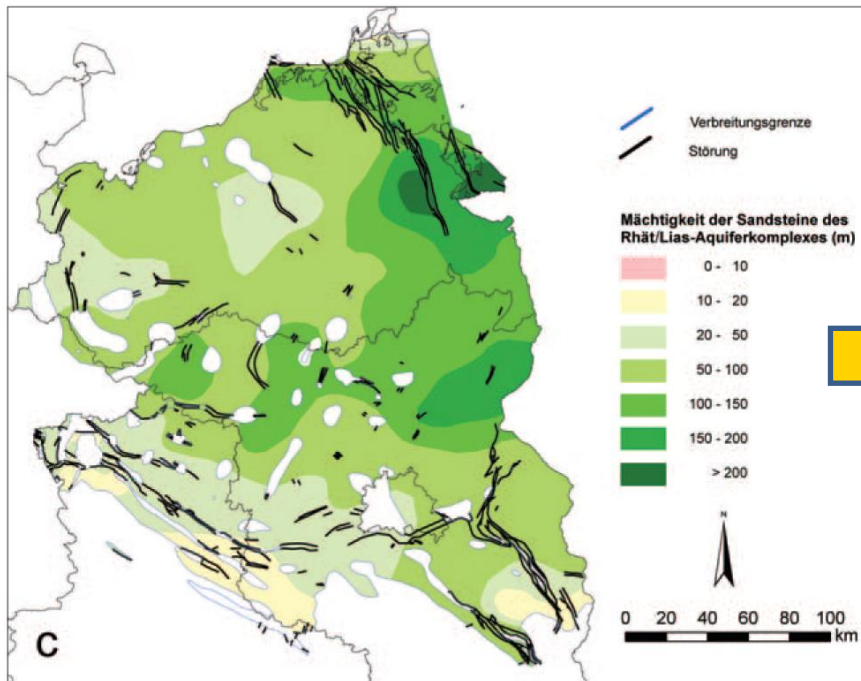 Verbreitungsgrenze
Störung
Mächtigkeit der Sandsteine des
Rhät/Lias-Aquiferkomplexes (m)
0 - 10
10 - 20
20 - 50
50 - 100
100 - 150
150 - 200
> 200
N
0 20 40 60 80 100
km
C